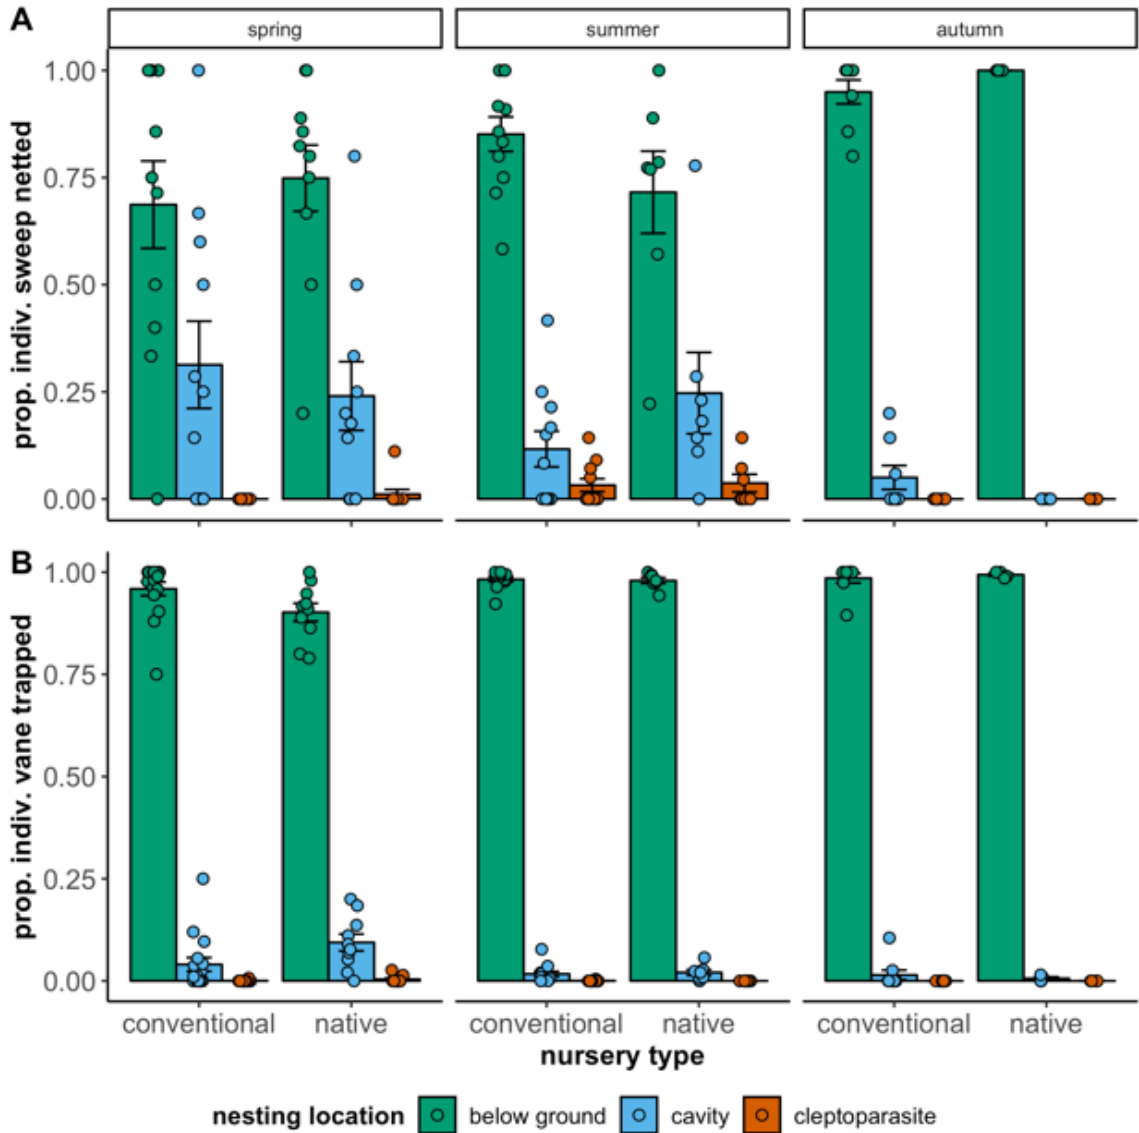 A
spring
summer
autumn
prop. indiv. sweep netted
1.00
0.75
0.50
0.25
0.00
B
prop. indiv. vane trapped
1.00
0.75
0.50
0.25
0.00
conventional native conventional native conventional native
nursery type
nesting location below ground cavity cleptoparasite